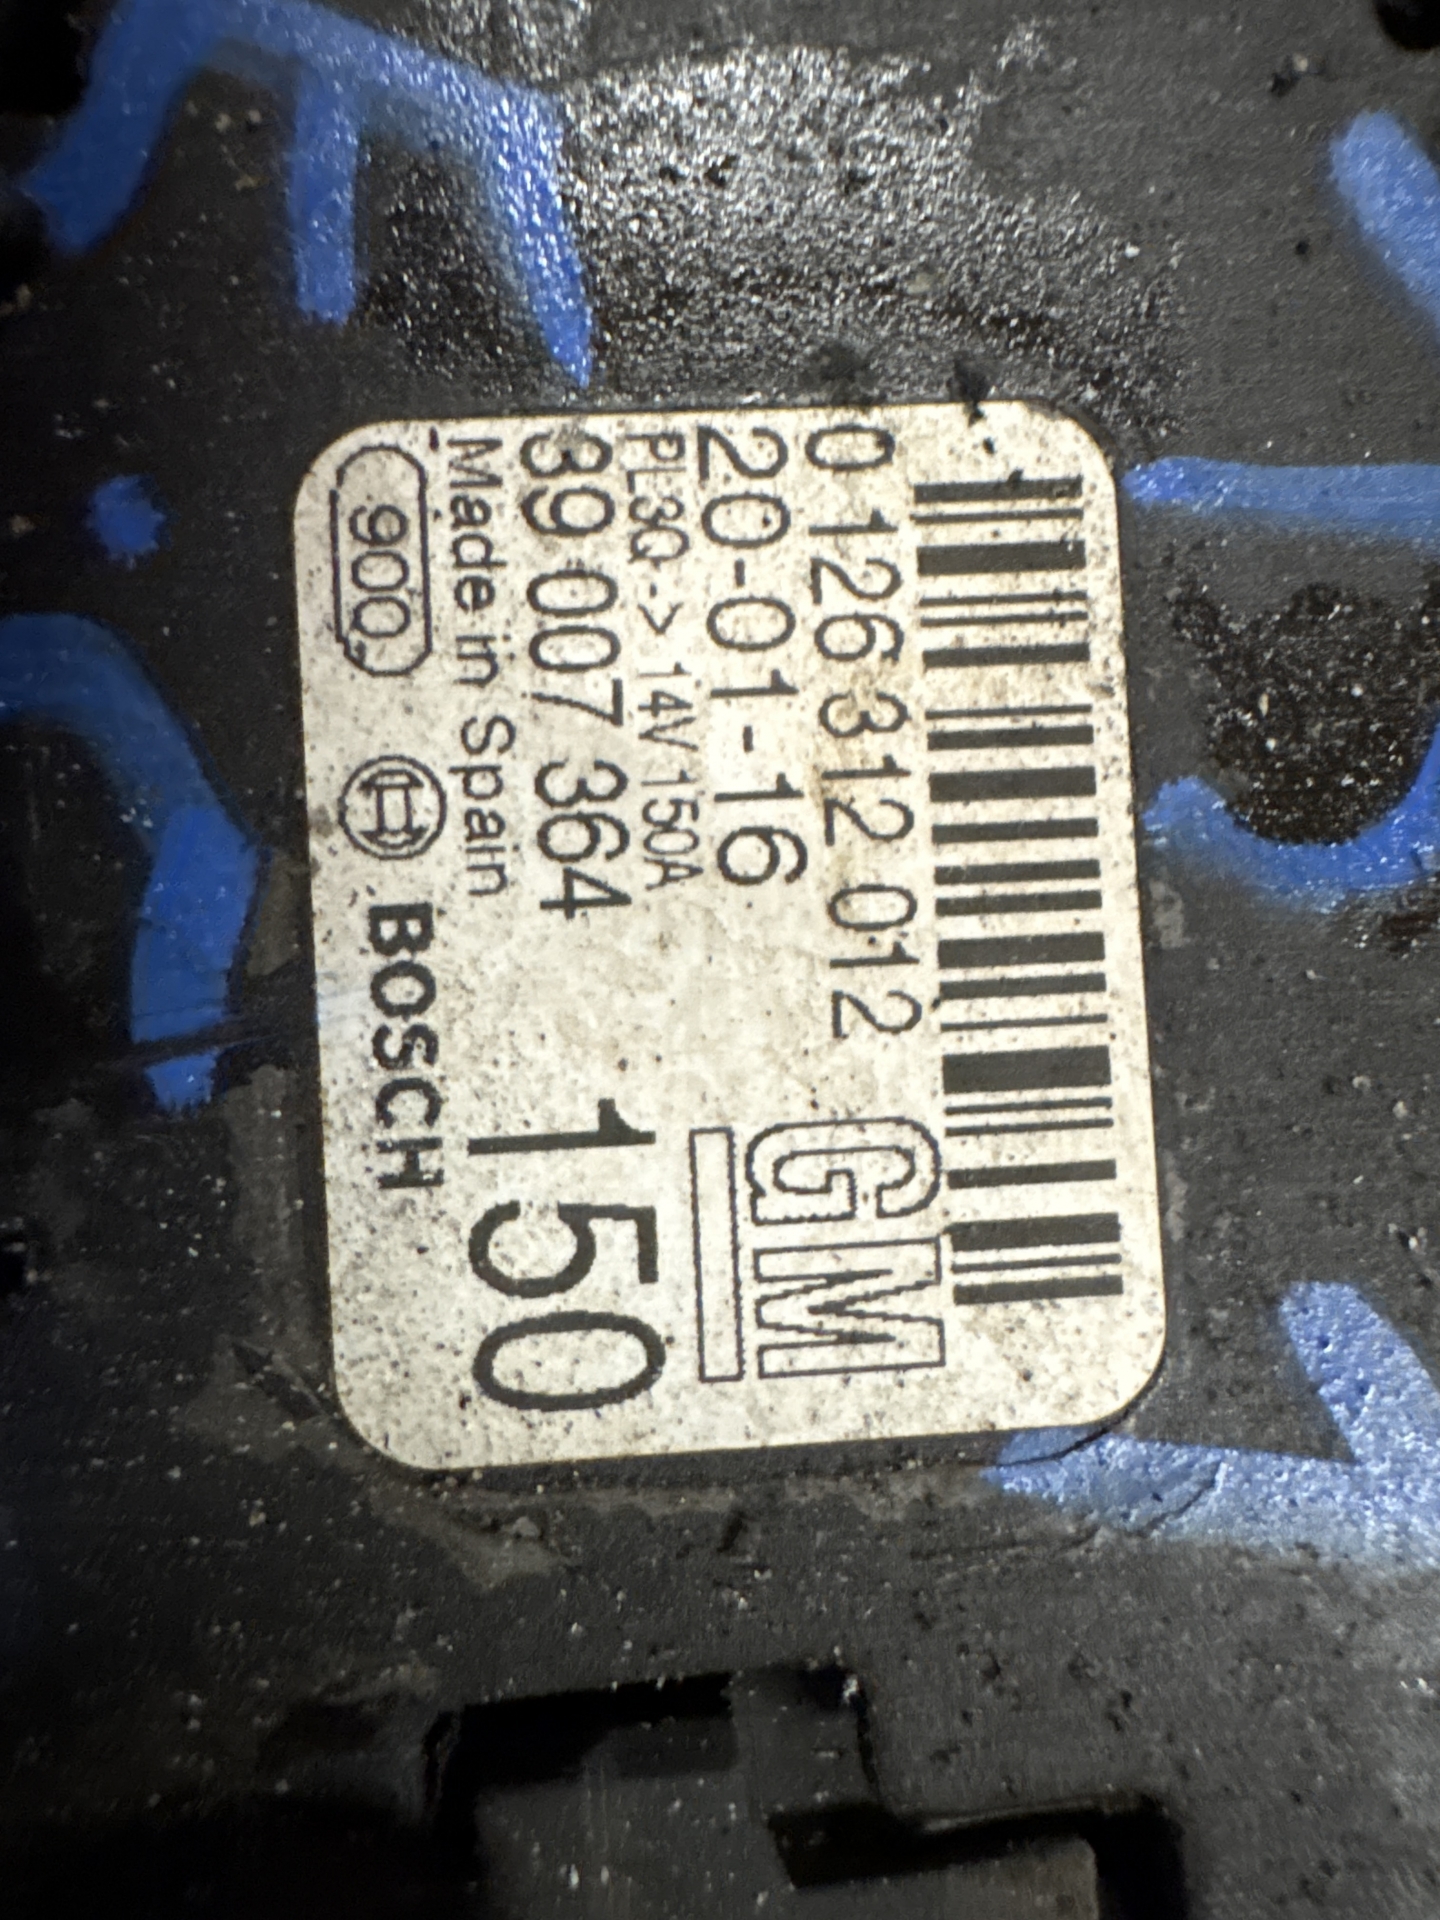 0 126 312 012
20-01-16
PL3Q -> 14V 150A
39 007 364
Made in Spain
900
BOSCH
GM
150